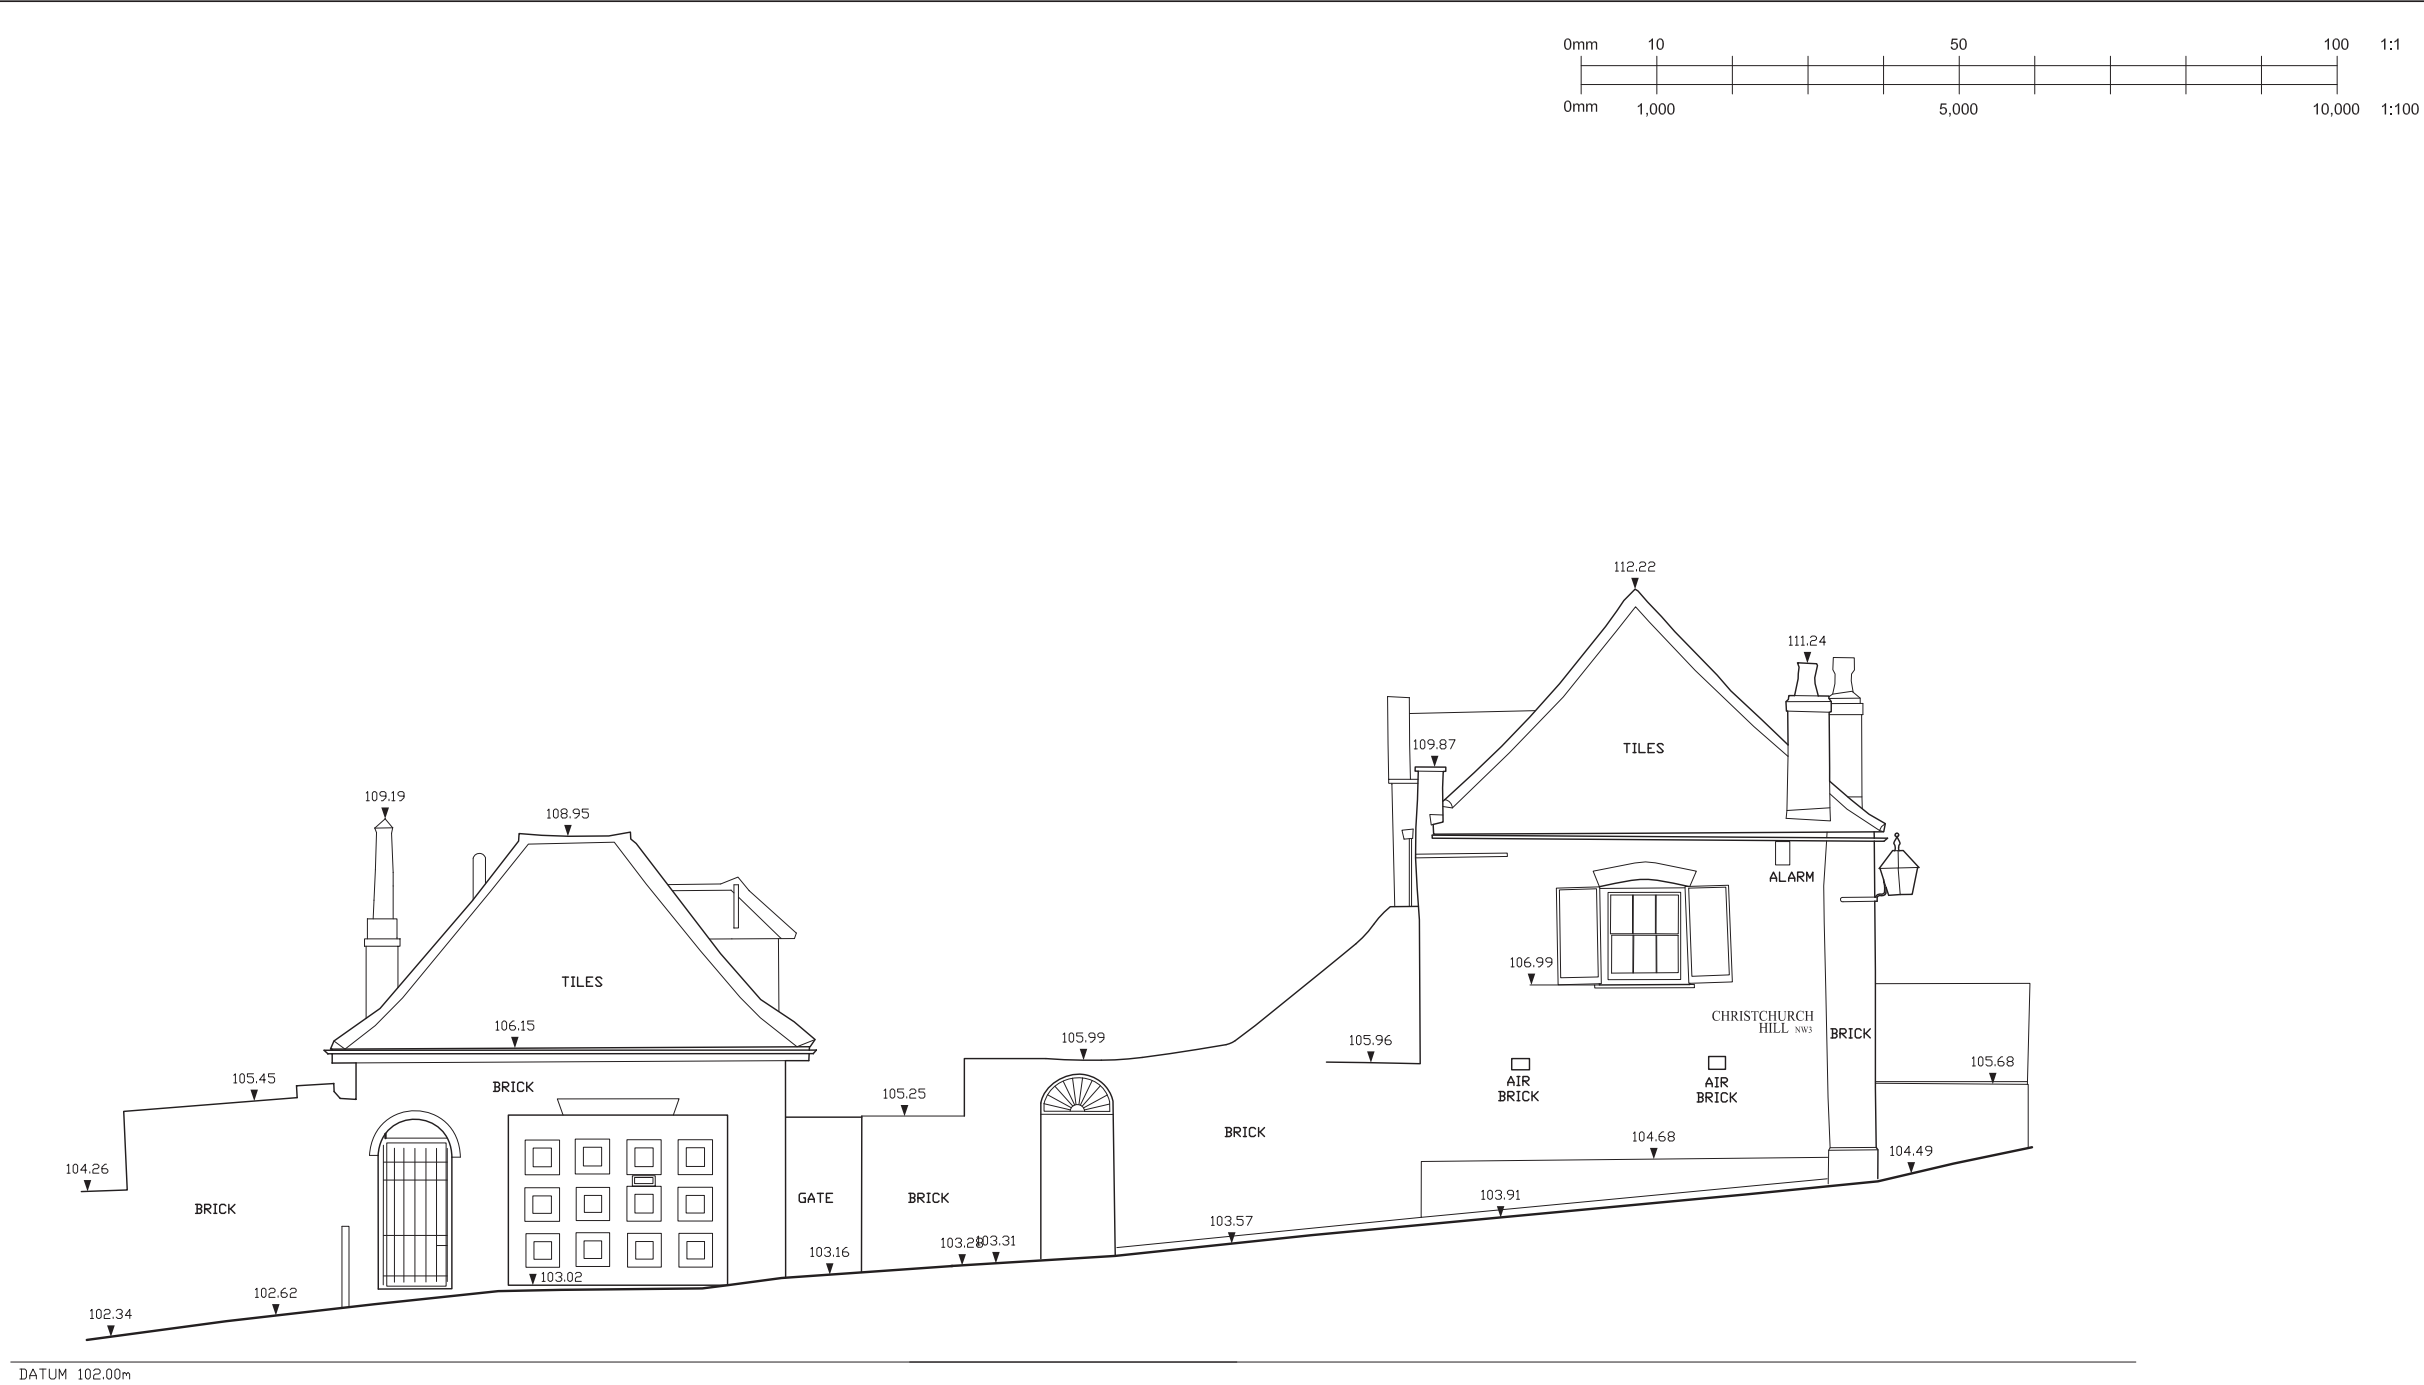 0mm 10 50 100 1:1
0mm 1,000 5,000 10,000 1:100
112.22
111.24
109.87
TILES
109.19
108.95
ALARM
106.99
TILES
CHRISTCHURCH
HILL NW3
BRICK
106.15
105.99
105.96
105.68
105.45
BRICK
105.25
AIR
BRICK
AIR
BRICK
BRICK
104.68
104.49
104.26
BRICK
GATE
BRICK
103.91
103.57
103.28
103.31
103.16
103.02
102.62
102.34
DATUM 102.00m